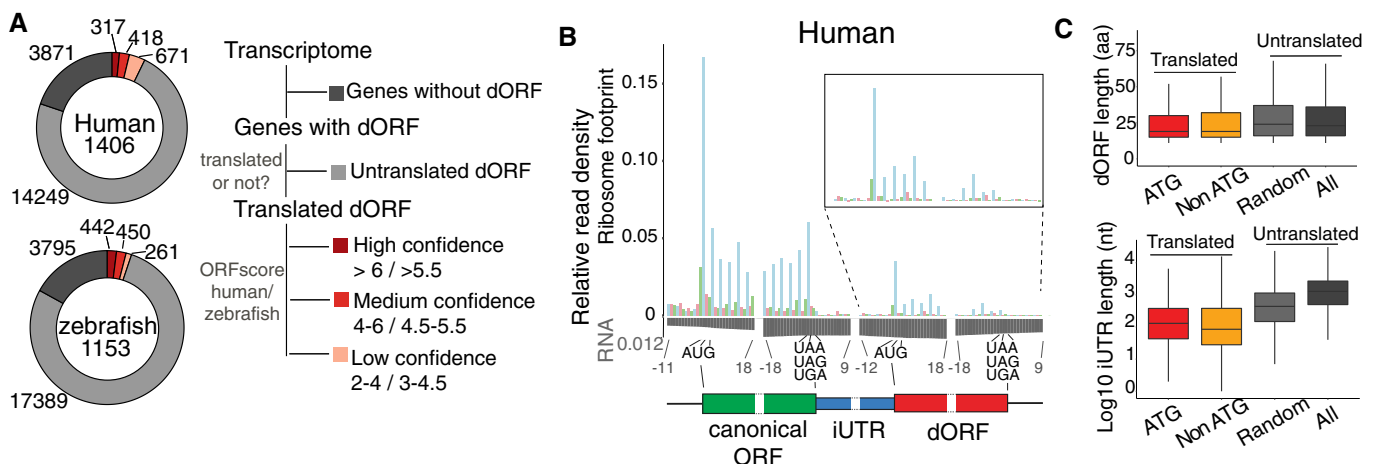 A
317
418
671
3871
Human
1406
14249
442
450
261
3795
zebrafish
1153
17389
Transcriptome
Genes without dORF
Genes with dORF
translated
or not?
Untranslated dORF
Translated dORF
ORFscore
human/
zebrafish
High confidence
> 6 / >5.5
Medium confidence
4-6 / 4.5-5.5
Low confidence
2-4 / 3-4.5
B
Human
Relative read density
Ribosome footprint
0.15
0.10
0.05
0
RNA
0.012
AUG
UAA
UAG
UGA
AUG
UAA
UAG
UGA
-11
18
-18
9
-12
18
-18
9
canonical
ORF
iUTR
dORF
C
dORF length (aa)
75
50
25
0
Translated
Untranslated
ATG
Non ATG
Random
All
Log10 iUTR length (nt)
4
3
2
1
0
Translated
Untranslated
ATG
Non ATG
Random
All